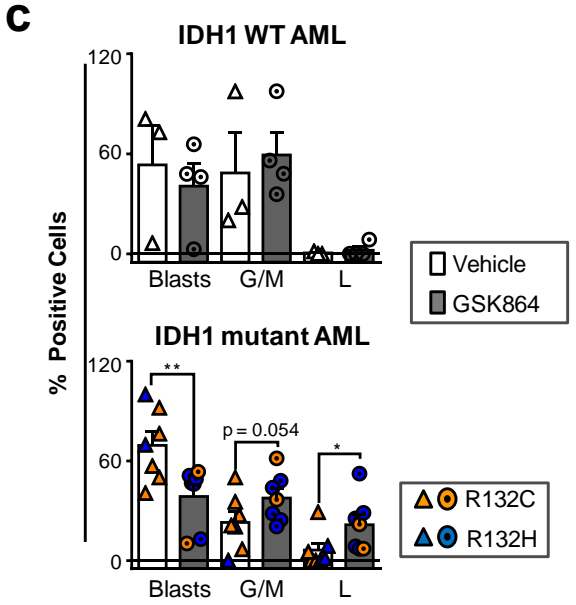 c
IDH1 WT AML
% Positive Cells
120
60
0
Blasts G/M L
Vehicle
GSK864
IDH1 mutant AML
120
60
0
**
p = 0.054
*
Blasts G/M L
R132C
R132H